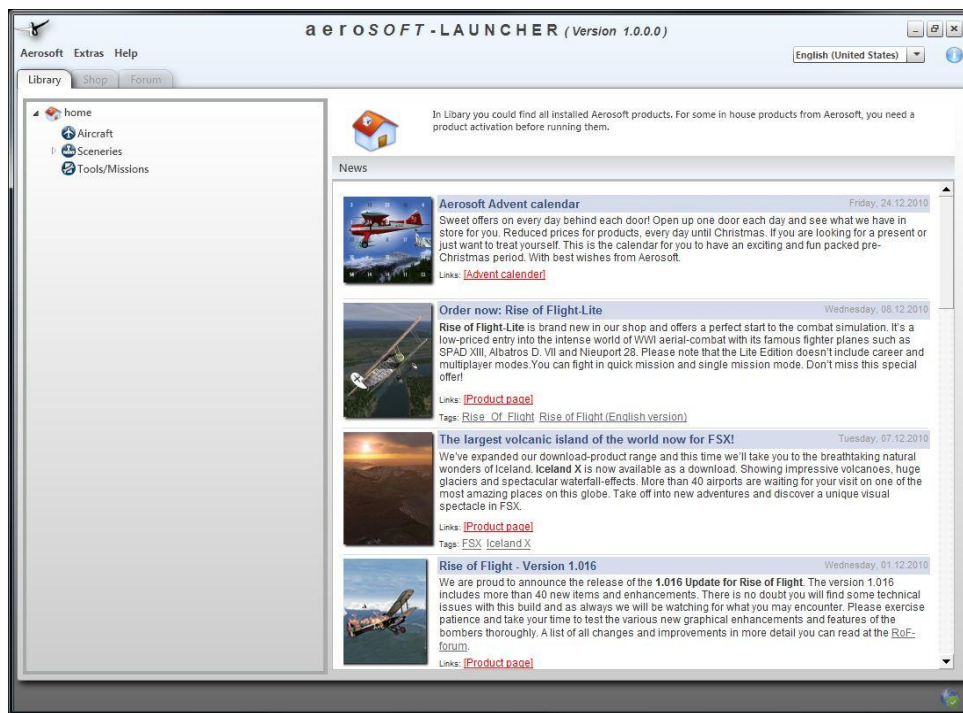 aeroSOFT-LAUNCHER (Version 1.0.0.0)
Aerosoft Extras Help
English (United States)
Library Shop Forum
home
Aircraft
Sceneries
Tools/Missions
In Libary you could find all installed Aerosoft products. For some in house products from Aerosoft, you need a
product activation before running them.
News
Aerosoft Advent calendar Friday, 24.12.2010
Sweet offers on every day behind each door! Open up one door each day and see what we have in
store for you. Reduced prices for products, every day until Christmas. If you are looking for a present or
just want to treat yourself. This is the calendar for you to have an exciting and fun packed pre-
Christmas period. With best wishes from Aerosoft.
Links: [Advent calender]
Order now: Rise of Flight-Lite Wednesday, 08.12.2010
Rise of Flight-Lite is brand new in our shop and offers a perfect start to the combat simulation. It's a
low-priced entry into the intense world of WWI aerial-combat with its famous fighter planes such as
SPAD XIII, Albatros D. VII and Nieuport 28. Please note that the Lite Edition doesn't include career and
multiplayer modes.You can fight in quick mission and single mission mode. Don't miss this special
offer!
Links: [Product page]
Tags: Rise_Of_Flight Rise of Flight (English version)
The largest volcanic island of the world now for FSX! Tuesday, 07.12.2010
We've expanded our download-product range and this time we'll take you to the breathtaking natural
wonders of Iceland. Iceland X is now available as a download. Showing impressive volcanoes, huge
glaciers and spectacular waterfall-effects. More than 40 airports are waiting for your visit on one of the
most amazing places on this globe. Take off into new adventures and discover a unique visual
spectacle in FSX.
Links: [Product page]
Tags: FSX Iceland X
Rise of Flight - Version 1.016 Wednesday, 01.12.2010
We are proud to announce the release of the 1.016 Update for Rise of Flight. The version 1.016
includes more than 40 new items and enhancements. There is no doubt you will find some technical
issues with this build and as always we will be watching for what you may encounter. Please exercise
patience and take your time to test the various new graphical enhancements and features of the
bombers thoroughly. A list of all changes and improvements in more detail you can read at the RoF-
forum.
Links: [Product page]